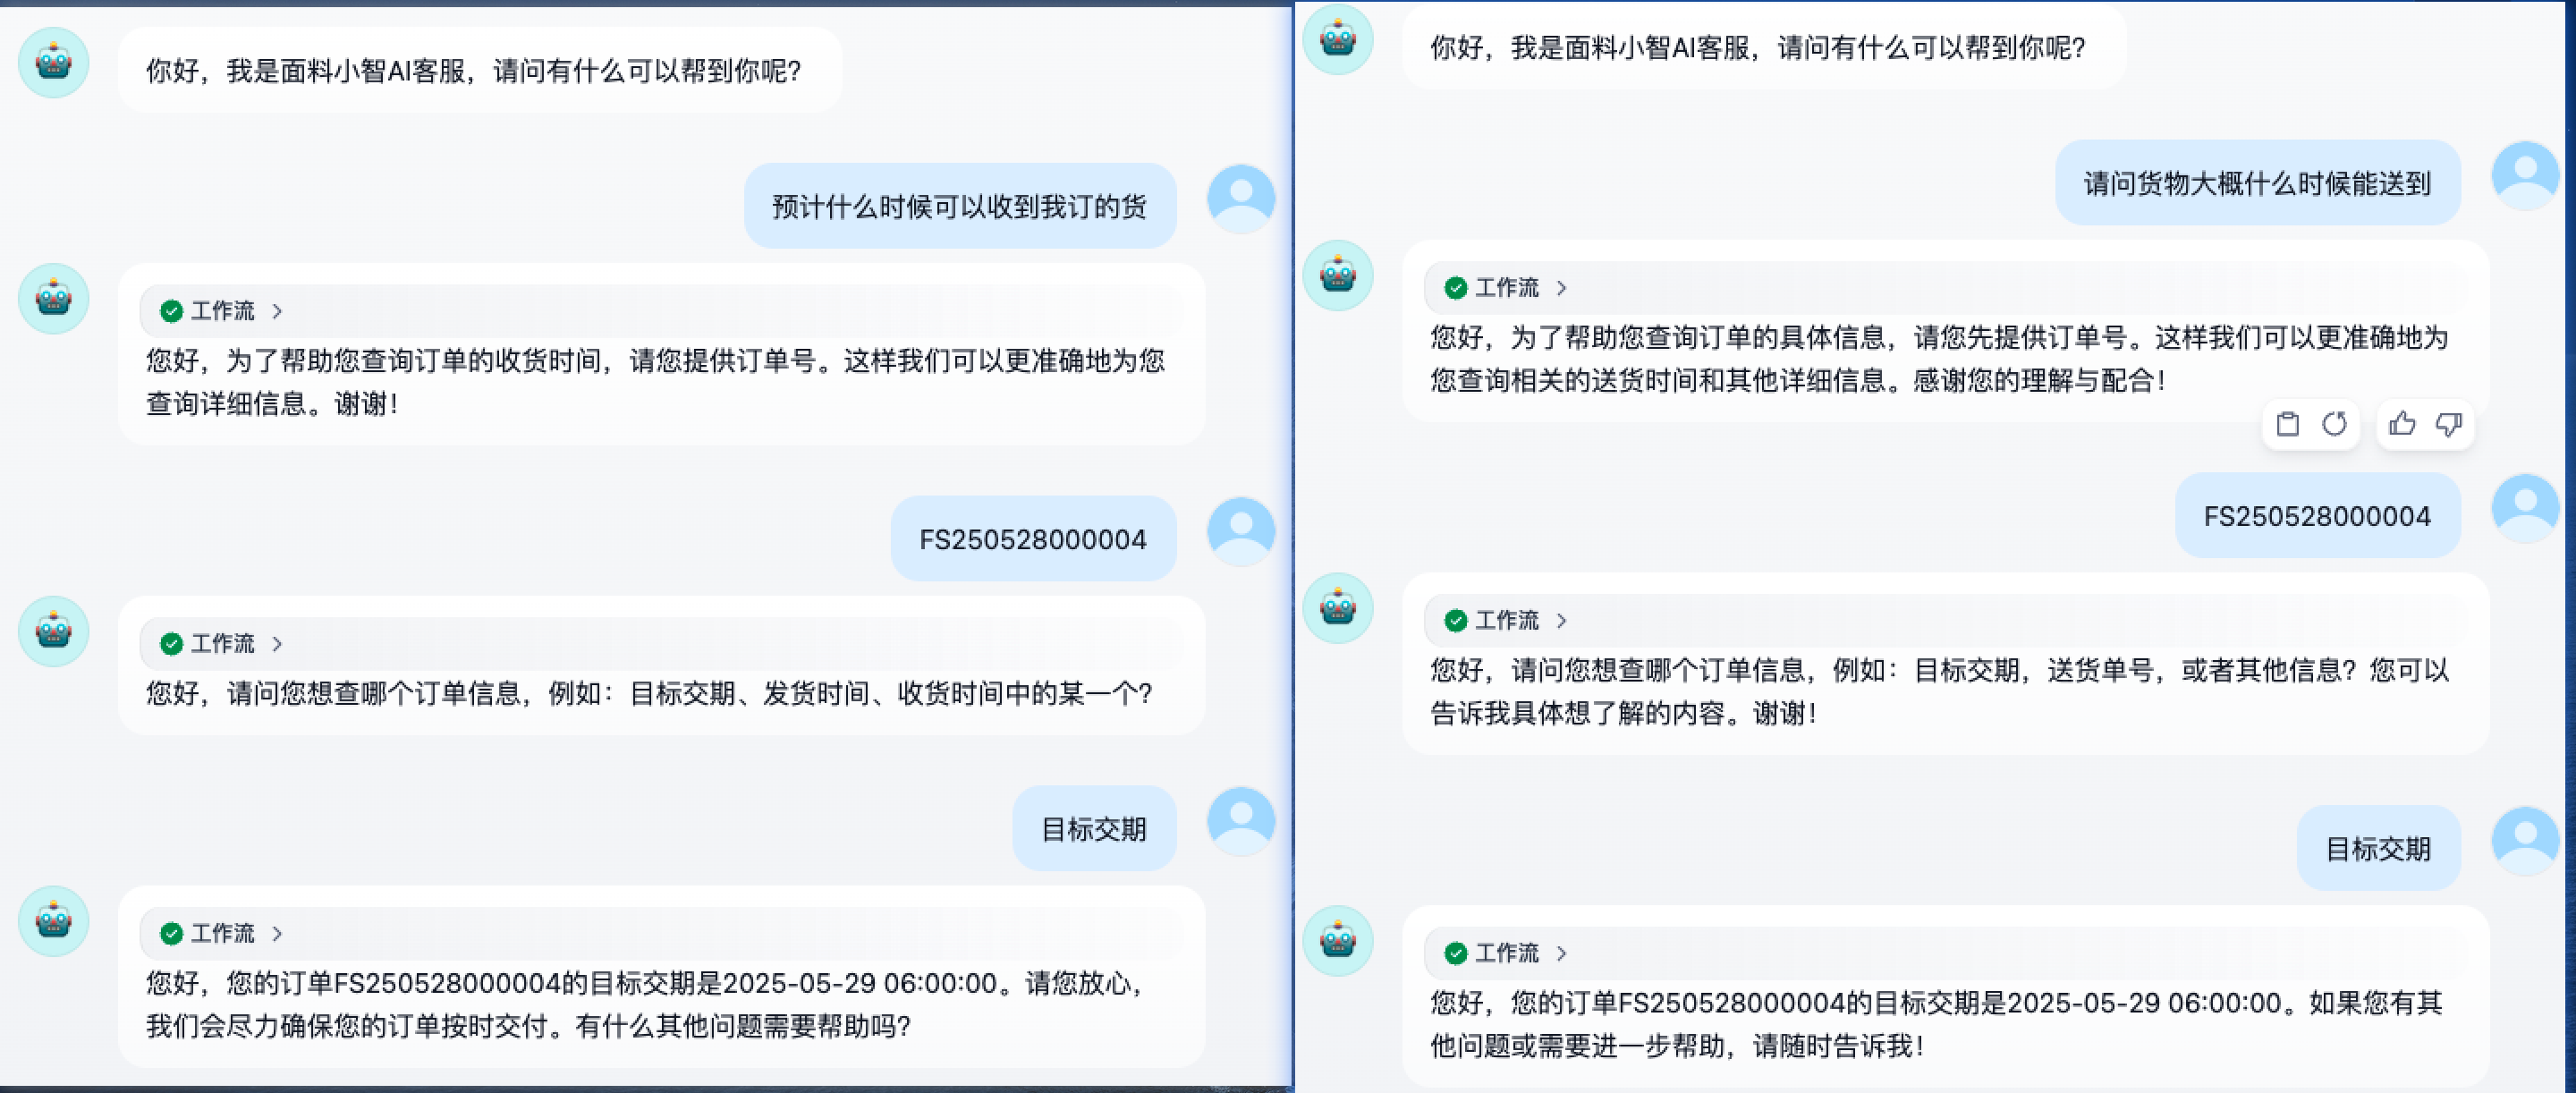 你好，我是面料小智AI客服，请问有什么可以帮到你呢？
预计什么时候可以收到我订的货
工作流
您好，为了帮助您查询订单的收货时间，请您提供订单号。这样我们可以更准确地为您
查询详细信息。谢谢！
FS250528000004
工作流
您好，请问您想查哪个订单信息，例如：目标交期、发货时间、收货时间中的某一个？
目标交期
工作流
您好，您的订单FS250528000004的目标交期是2025-05-29 06:00:00。请您放心，
我们会尽力确保您的订单按时交付。有什么其他问题需要帮助吗？
你好，我是面料小智AI客服，请问有什么可以帮到你呢？
请问货物大概什么时候能送到
工作流
您好，为了帮助您查询订单的具体信息，请您先提供订单号。这样我们可以更准确地为
您查询相关的送货时间和其他详细信息。感谢您的理解与配合！
FS250528000004
工作流
您好，请问您想查哪个订单信息，例如：目标交期，送货单号，或者其他信息？您可以
告诉我具体想了解的内容。谢谢！
目标交期
工作流
您好，您的订单FS250528000004的目标交期是2025-05-29 06:00:00。如果您有其
他问题或需要进一步帮助，请随时告诉我！